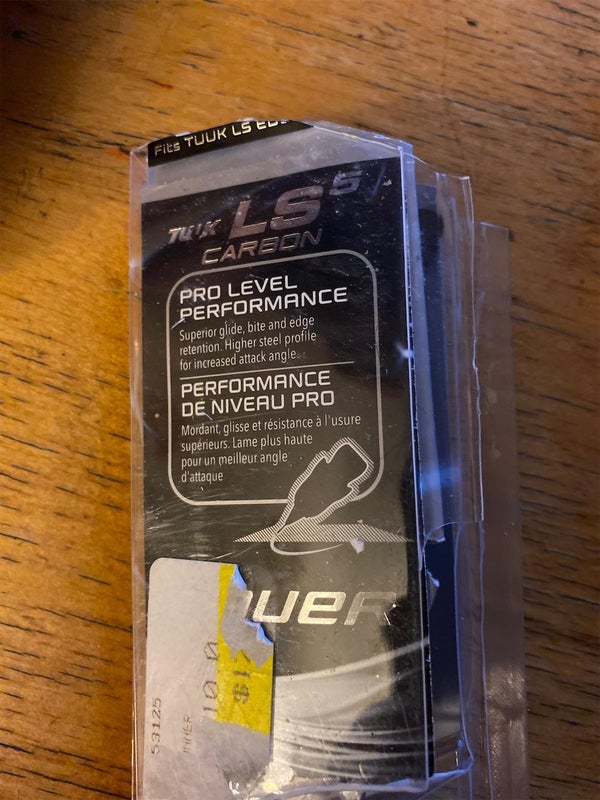 Fits TUUK LS
TUUK LS5
CARBON
PRO LEVEL
PERFORMANCE
Superior glide, bite and edge
retention. Higher steel profile
for increased attack angle.
PERFORMANCE
DE NIVEAU PRO
Mordant, glisse et résistance à l'usure
supérieurs. Lame plus haute
pour un meilleur angle
d'attaque
UER
53125